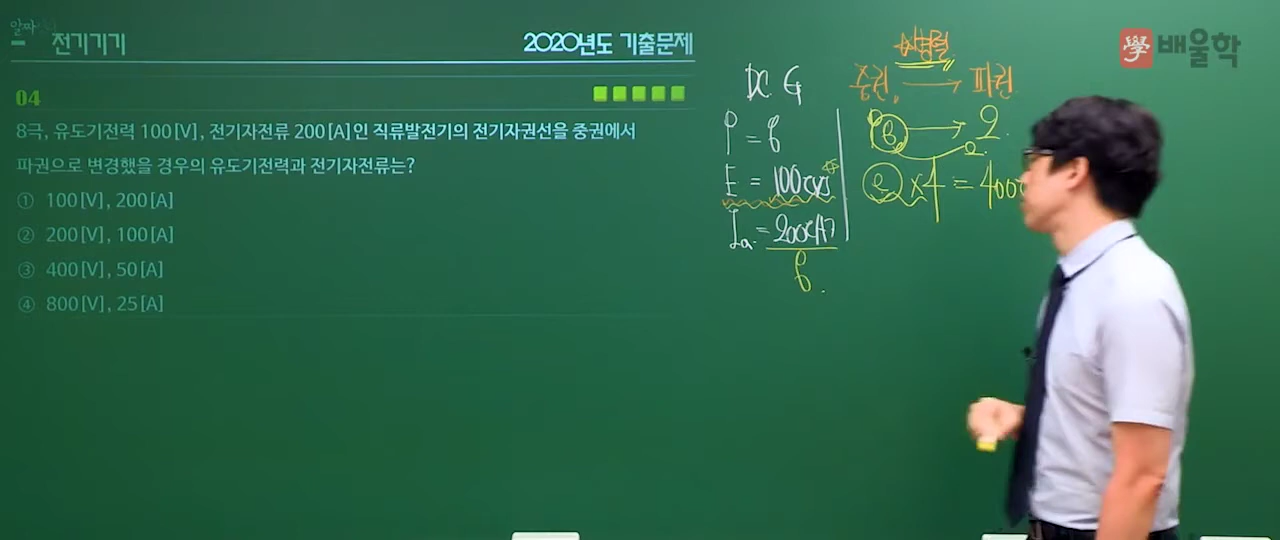 알짜
전기기기
2020년도 기출문제
學 배울학
04
8극, 유도기전력 100[V], 전기자전류 200[A]인 직류발전기의 전기자권선을 중권에서
파권으로 변경했을 경우의 유도기전력과 전기자전류는?
① 100[V], 200[A]
② 200[V], 100[A]
③ 400[V], 50[A]
④ 800[V], 25[A]
DC. G
P = 8
E = 100[V]
Ia = 200[A]
8
중권 → 파권
8 → 2
e × 4 = 400